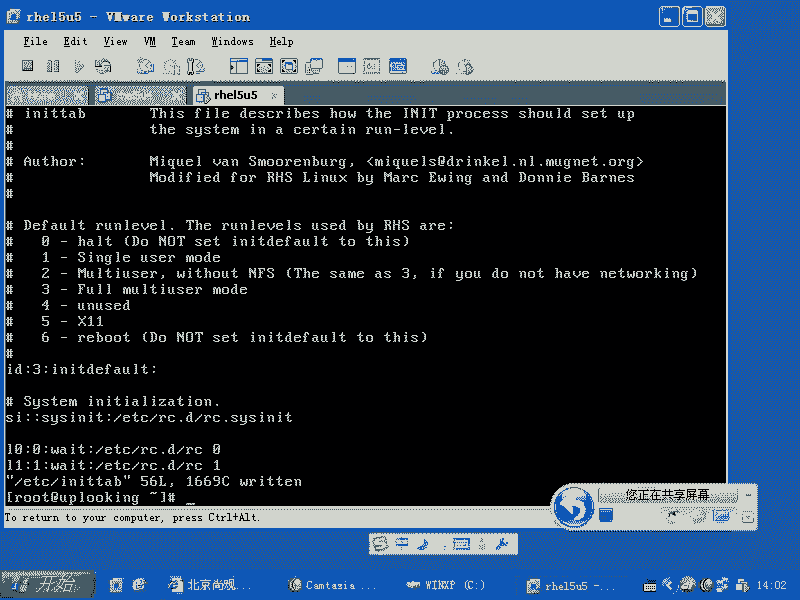 rhel5u5 - VMware Workstation
File Edit View VM Team Windows Help
rhel5u5 ×
# inittab This file describes how the INIT process should set up
# the system in a certain run-level.
#
# Author: Miquel van Smoorenburg, <miquels@drinkel.nl.mugnet.org>
# Modified for RHS Linux by Marc Ewing and Donnie Barnes
#
# Default runlevel. The runlevels used by RHS are:
# 0 - halt (Do NOT set initdefault to this)
# 1 - Single user mode
# 2 - Multiuser, without NFS (The same as 3, if you do not have networking)
# 3 - Full multiuser mode
# 4 - unused
# 5 - X11
# 6 - reboot (Do NOT set initdefault to this)
#
id:3:initdefault:
# System initialization.
si::sysinit:/etc/rc.d/rc.sysinit
l0:0:wait:/etc/rc.d/rc 0
l1:1:wait:/etc/rc.d/rc 1
"/etc/inittab" 56L, 1669C written
[root@uplooking ~]# _
您正在共享屏幕
To return to your computer, press Ctrl+Alt.
中
开始 北京尚观... Camtasia ... WINXP (C:) rhel5u5 -... 14:02